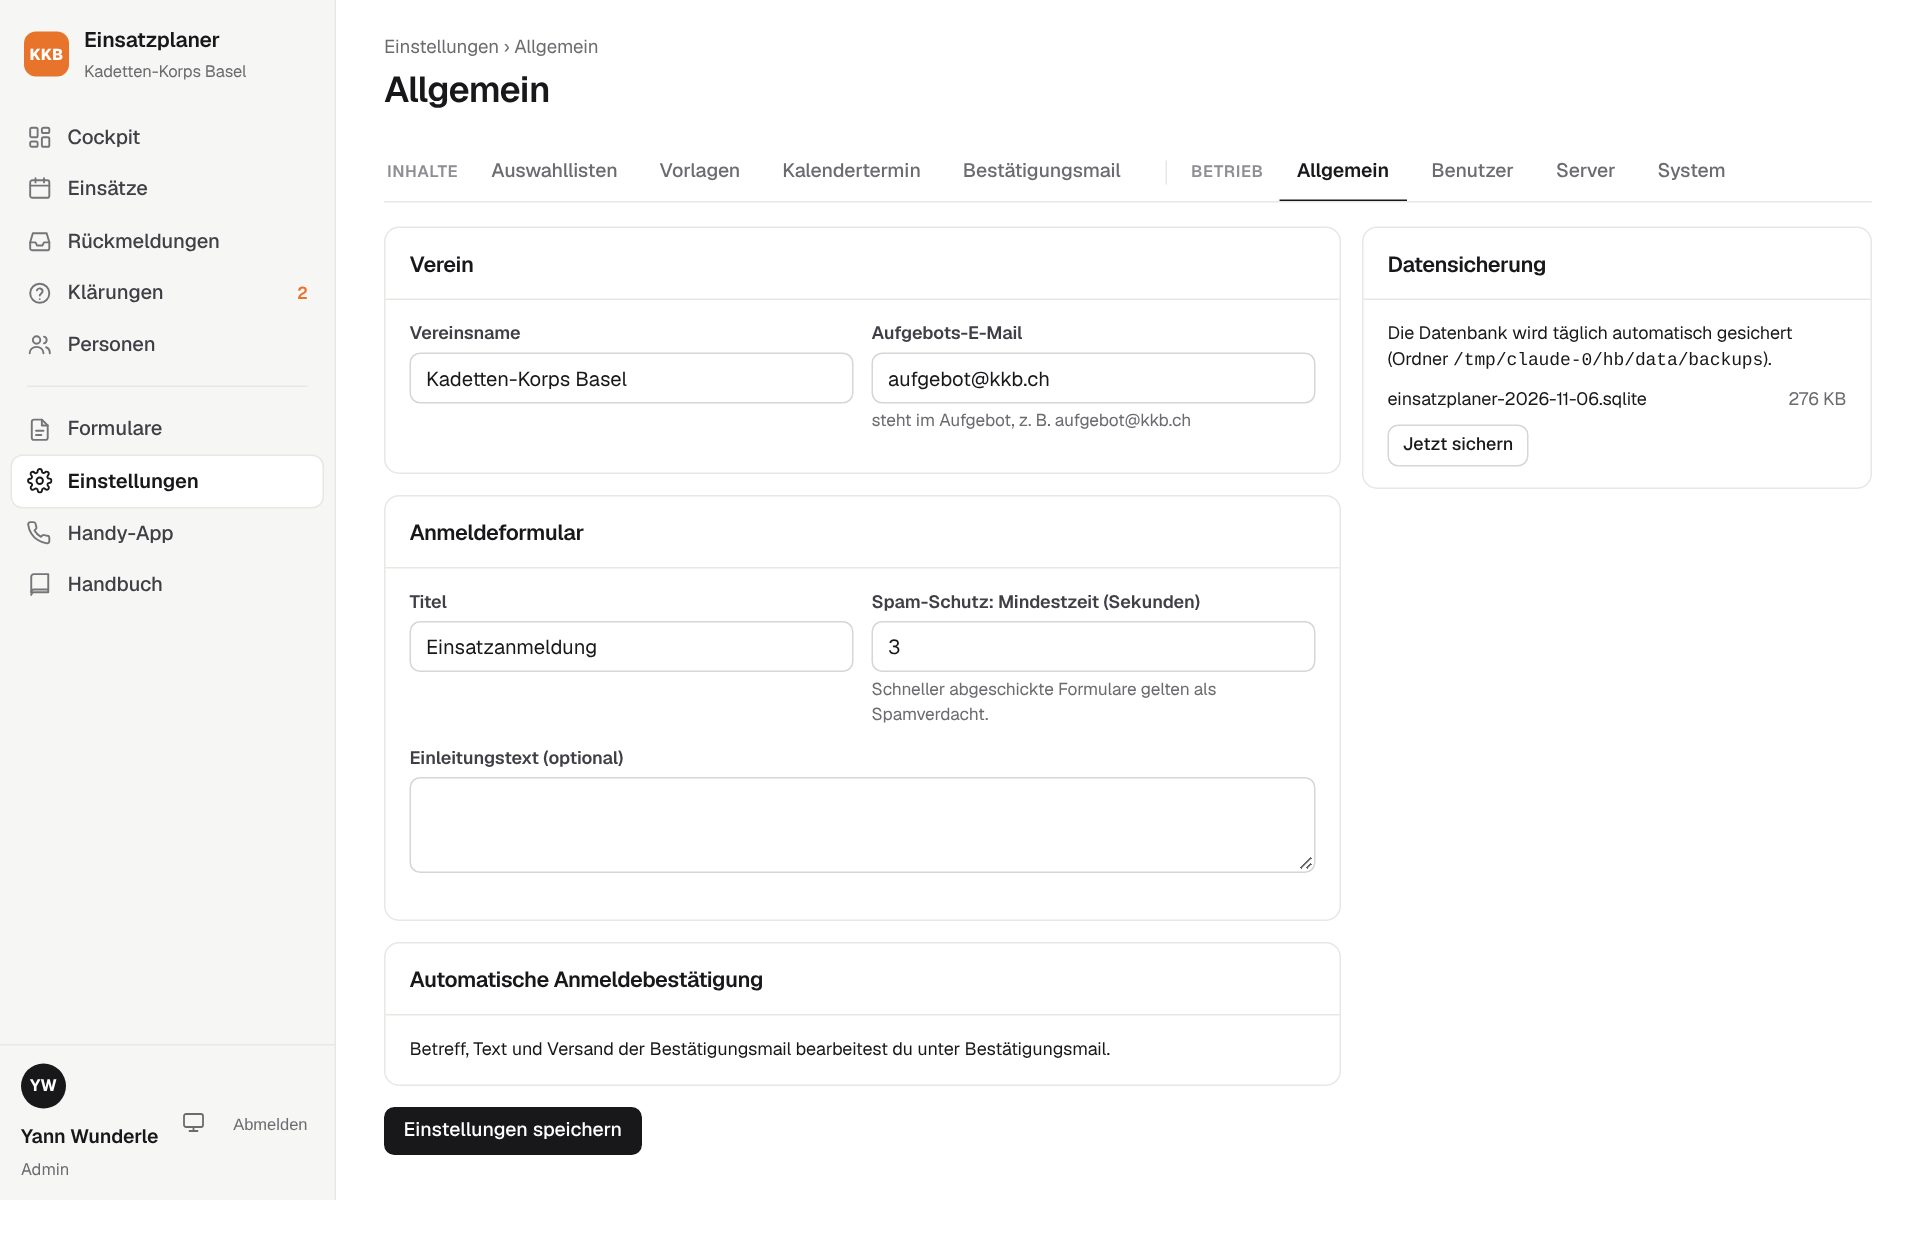 KKB
Einsatzplaner
Kadetten-Korps Basel
Cockpit
Einsätze
Rückmeldungen
Klärungen 2
Personen
Formulare
Einstellungen
Handy-App
Handbuch
YW
Yann Wunderle
Admin
Abmelden
Einstellungen › Allgemein
Allgemein
INHALTE Auswahllisten Vorlagen Kalendertermin Bestätigungsmail BETRIEB Allgemein Benutzer Server System
Verein
Vereinsname
Kadetten-Korps Basel
Aufgebots-E-Mail
aufgebot@kkb.ch
steht im Aufgebot, z. B. aufgebot@kkb.ch
Anmeldeformular
Titel
Einsatzanmeldung
Spam-Schutz: Mindestzeit (Sekunden)
3
Schneller abgeschickte Formulare gelten als
Spamverdacht.
Einleitungstext (optional)
Automatische Anmeldebestätigung
Betreff, Text und Versand der Bestätigungsmail bearbeitest du unter Bestätigungsmail.
Einstellungen speichern
Datensicherung
Die Datenbank wird täglich automatisch gesichert
(Ordner /tmp/claude-0/hb/data/backups).
einsatzplaner-2026-11-06.sqlite 276 KB
Jetzt sichern